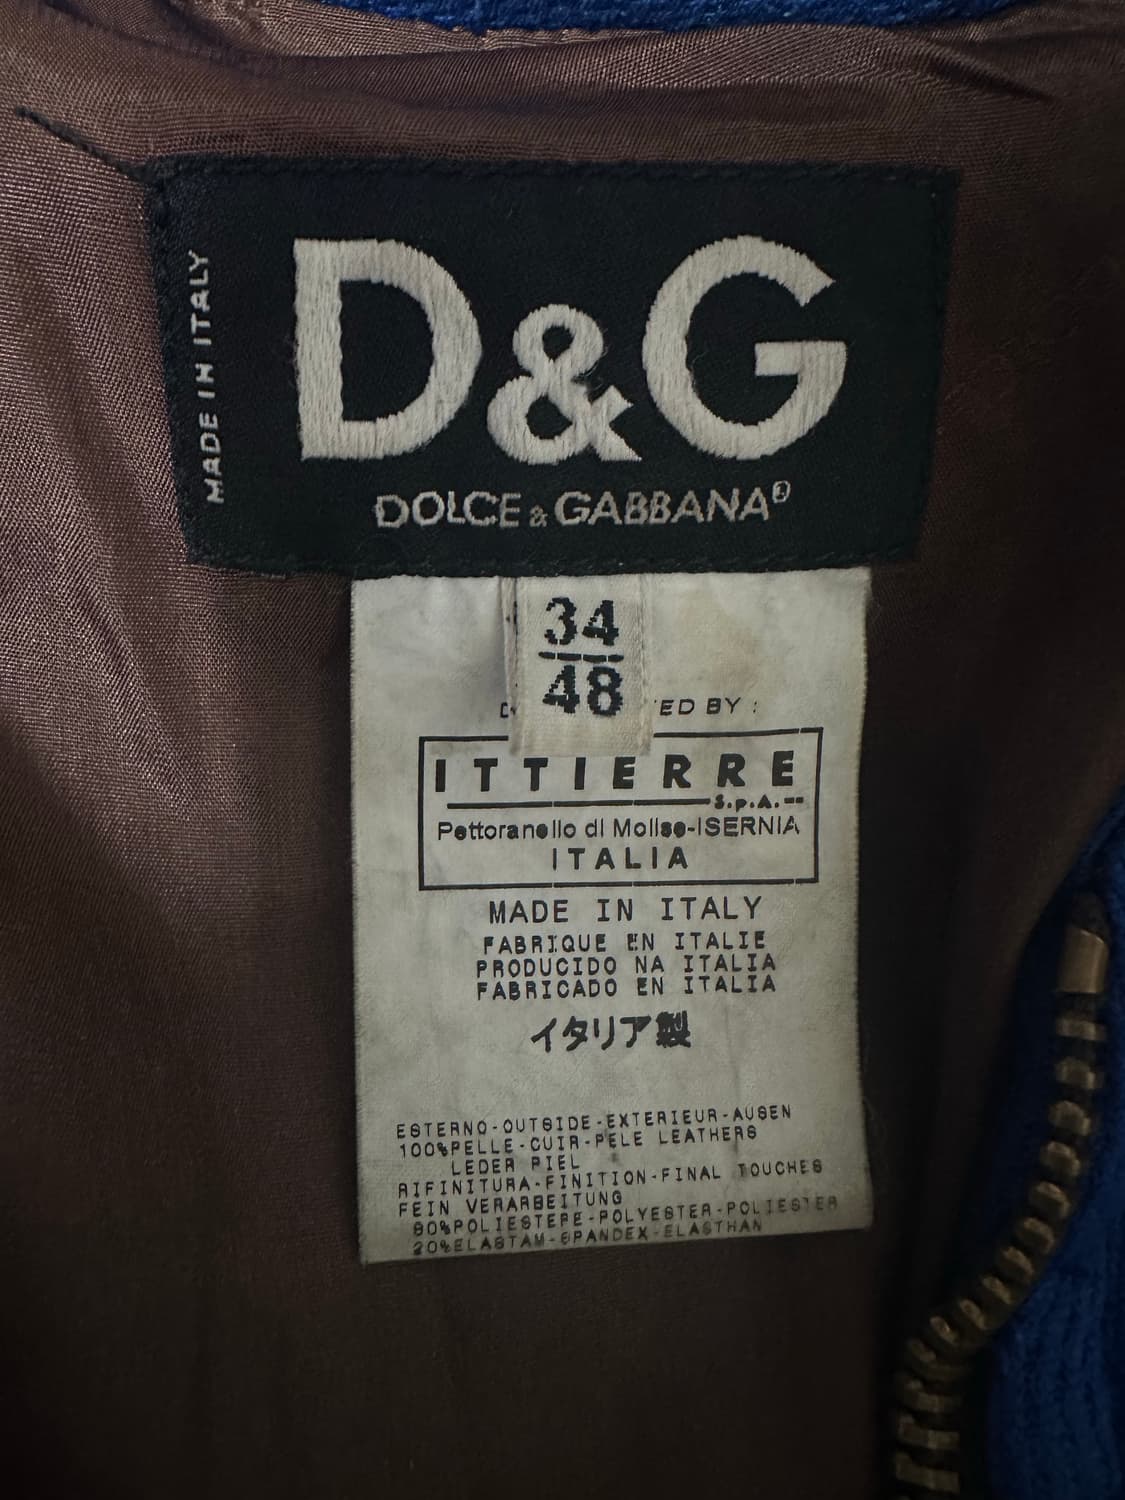 MADE IN ITALY
D&G
DOLCE & GABBANA®
34
48
ED BY :
ITTIERRE
S.p.A.
Pettoranello di Molise-ISERNIA
ITALIA
MADE IN ITALY
FABRIQUE EN ITALIE
PRODUCIDO NA ITALIA
FABRICADO EN ITALIA
イタリア製
ESTERNO-OUTSIDE-EXTERIEUR-AUSEN
100%PELLE-CUIR-PELE LEATHERS
LEDER PIEL
RIFINITURA-FINITION-FINAL TOUCHES
FEIN VERARBEITUNG
80%POLIESTEPE-POLYESTER-POLIESTER
20%ELASTAM-SPANDEX-ELASTHAN